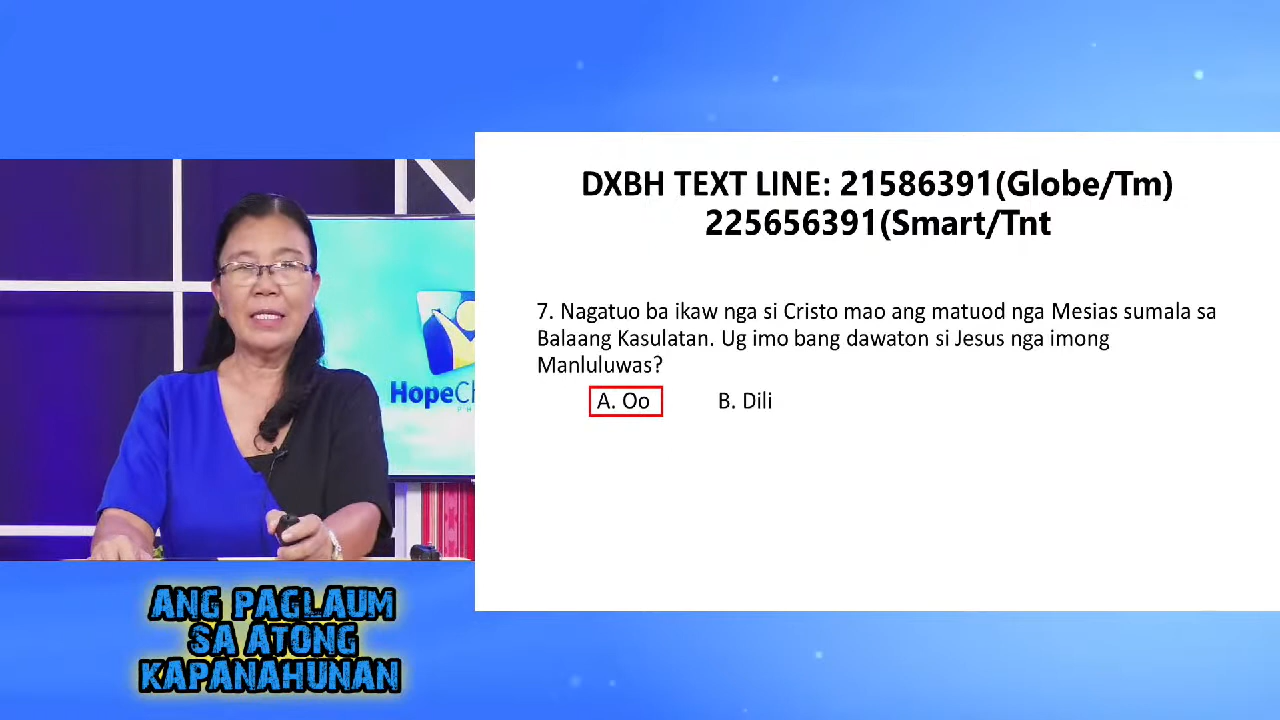 DXBH TEXT LINE: 21586391(Globe/Tm)
225656391(Smart/Tnt
7. Nagatuo ba ikaw nga si Cristo mao ang matuod nga Mesias sumala sa
Balaang Kasulatan. Ug imo bang dawaton si Jesus nga imong
Manluluwas?
A. Oo B. Dili
ANG PAGLAUM
SA ATONG
KAPANAHUNAN